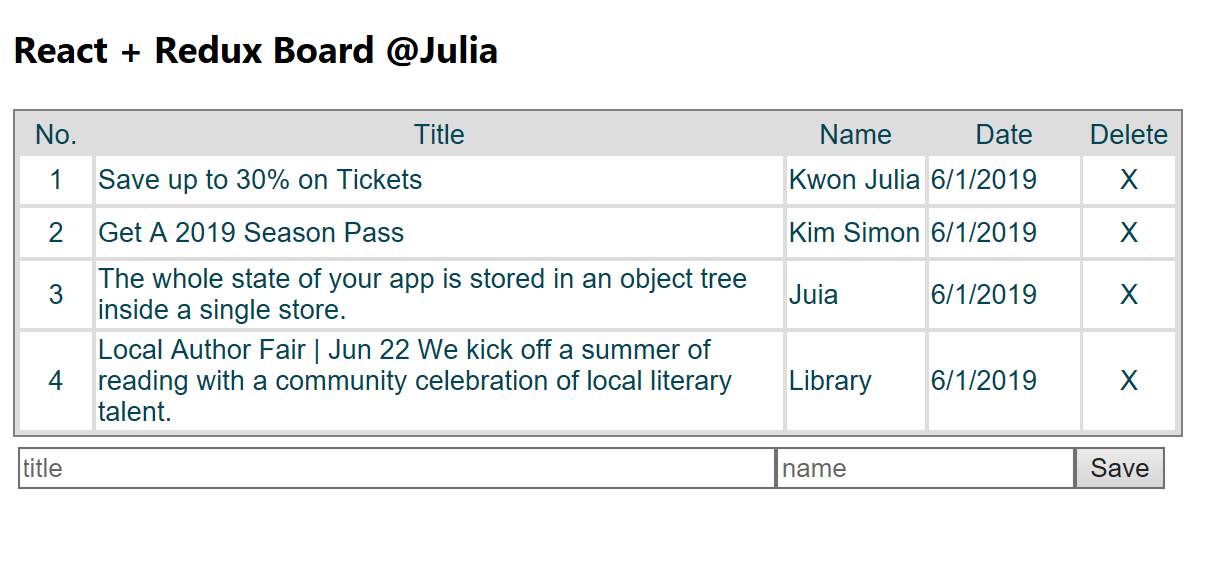 React + Redux Board @Julia
No. Title Name Date Delete
1 Save up to 30% on Tickets Kwon Julia 6/1/2019 X
2 Get A 2019 Season Pass Kim Simon 6/1/2019 X
3 The whole state of your app is stored in an object tree
inside a single store. Juia 6/1/2019 X
4 Local Author Fair | Jun 22 We kick off a summer of
reading with a community celebration of local literary
talent. Library 6/1/2019 X
title name Save